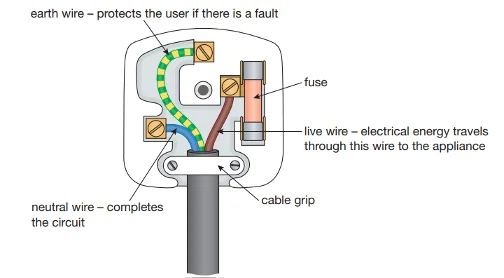 earth wire – protects the user if there is a fault
fuse
live wire – electrical energy travels
through this wire to the appliance
cable grip
neutral wire – completes
the circuit